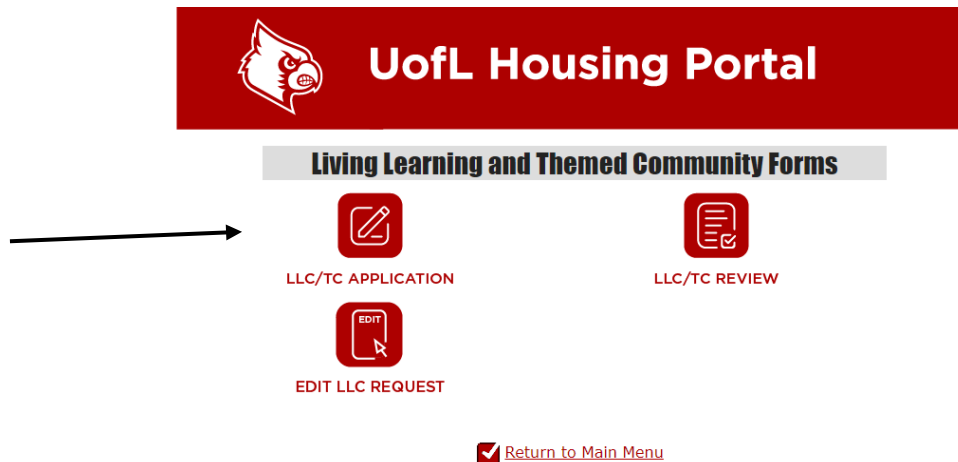 UofL Housing Portal
Living Learning and Themed Community Forms
LLC/TC APPLICATION
LLC/TC REVIEW
EDIT
EDIT LLC REQUEST
Return to Main Menu